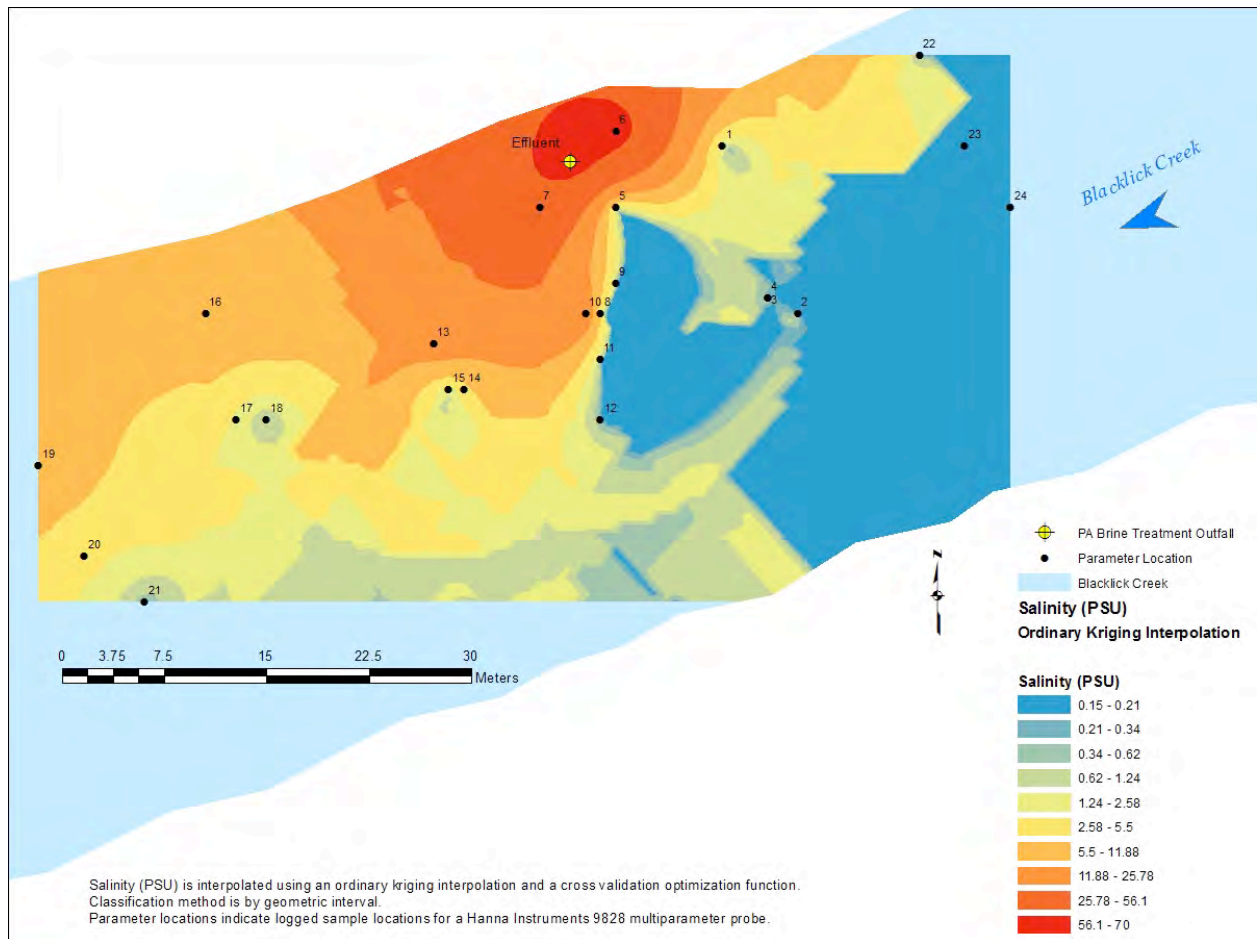 22
6
1
23
Effluent
Blacklick Creek
7
5
24
9
4
3
2
16
10
8
13
11
15
14
17
18
12
19
20
21
PA Brine Treatment Outfall
Parameter Location
Blacklick Creek
N
Salinity (PSU)
Ordinary Kriging Interpolation
0 3.75 7.5 15 22.5 30
Meters
Salinity (PSU)
0.15 - 0.21
0.21 - 0.34
0.34 - 0.62
0.62 - 1.24
1.24 - 2.58
2.58 - 5.5
5.5 - 11.88
11.88 - 25.78
25.78 - 56.1
56.1 - 70
Salinity (PSU) is interpolated using an ordinary kriging interpolation and a cross validation optimization function.
Classification method is by geometric interval.
Parameter locations indicate logged sample locations for a Hanna Instruments 9828 multiparameter probe.